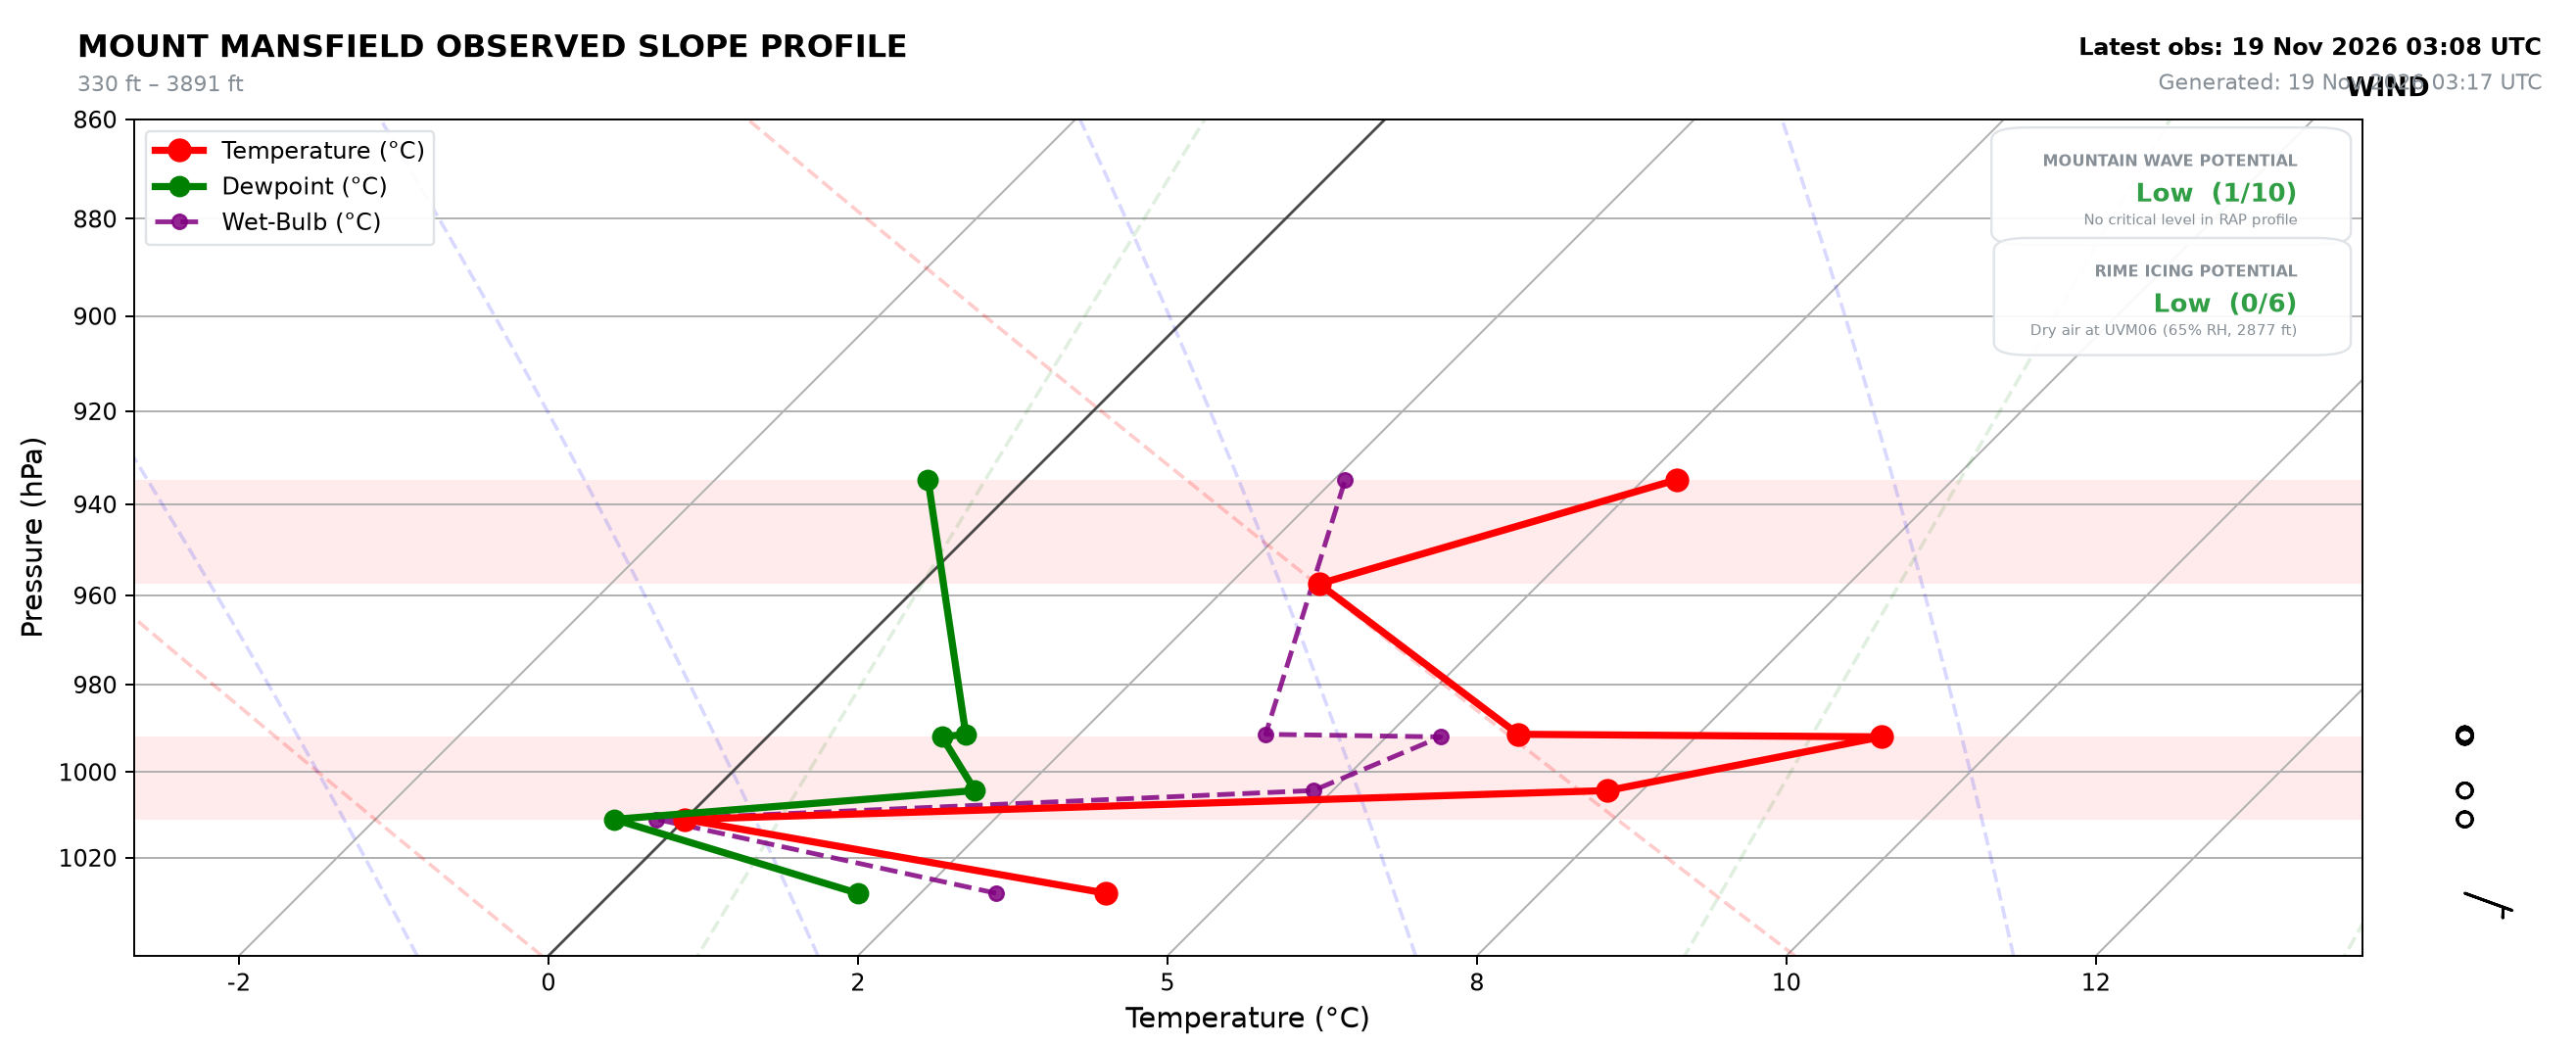 MOUNT MANSFIELD OBSERVED SLOPE PROFILE
Latest obs: 19 Nov 2026 03:08 UTC
330 ft – 3891 ft
Generated: 19 Nov 2026 03:17 UTC
WIND
Temperature (°C)
Dewpoint (°C)
Wet-Bulb (°C)
MOUNTAIN WAVE POTENTIAL
Low (1/10)
No critical level in RAP profile
RIME ICING POTENTIAL
Low (0/6)
Dry air at UVM06 (65% RH, 2877 ft)
Pressure (hPa)
860
880
900
920
940
960
980
1000
1020
-2 0 2 5 8 10 12
Temperature (°C)